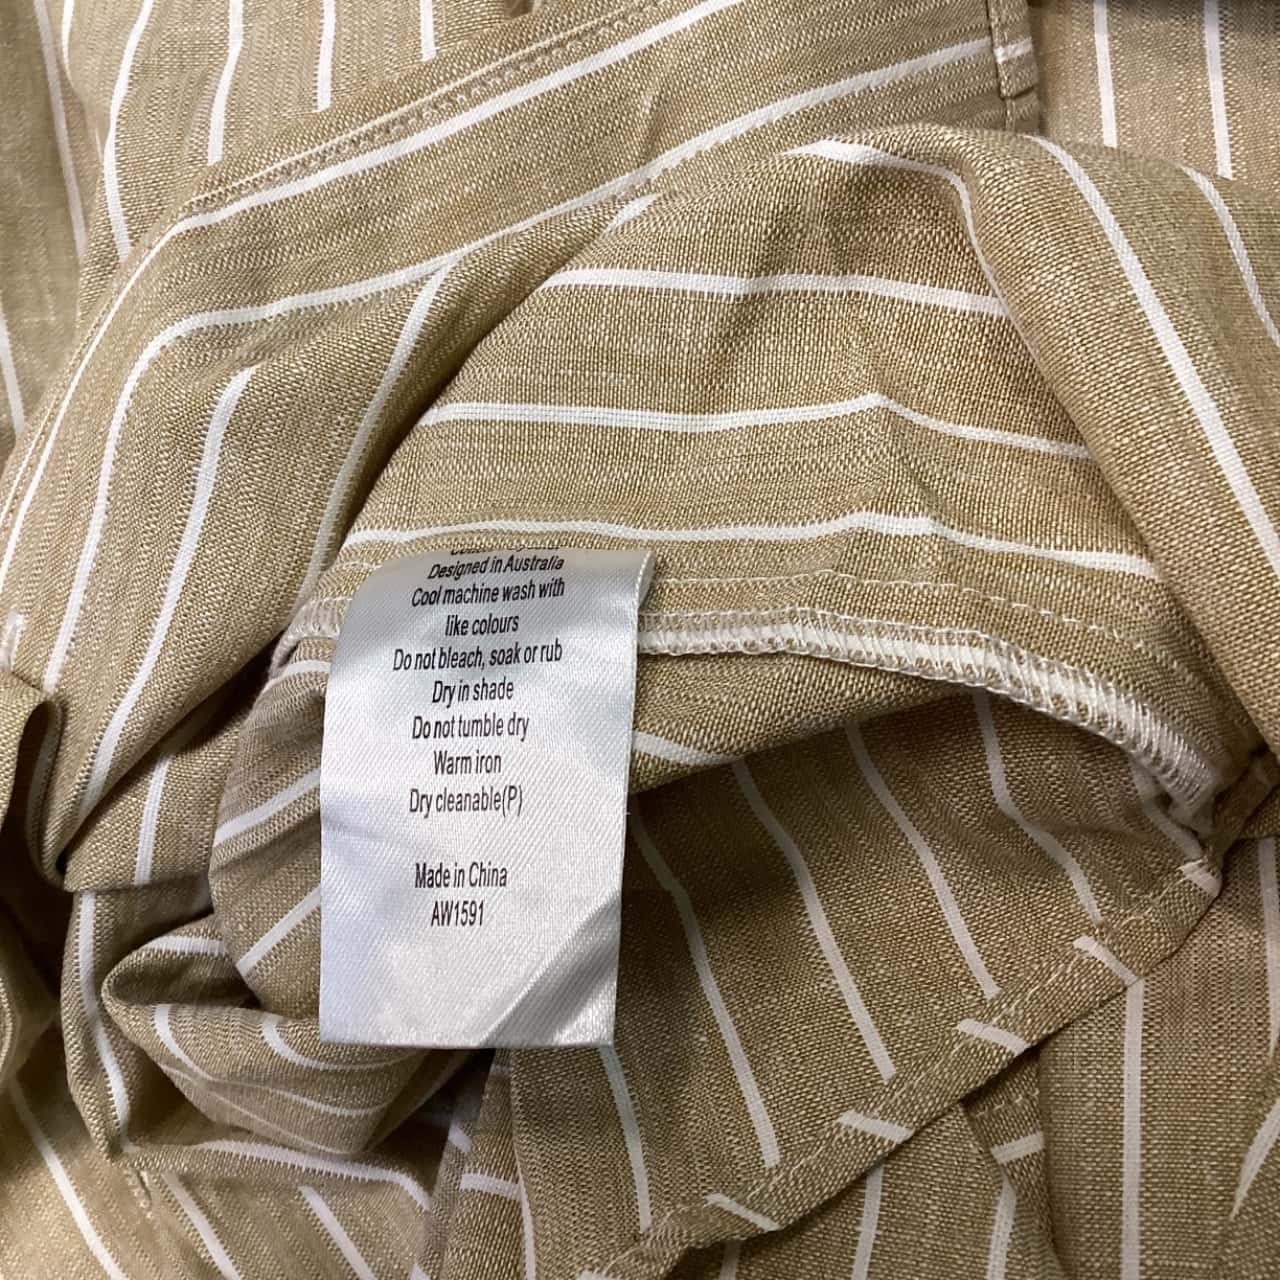 Designed in Australia
Cool machine wash with
like colours
Do not bleach, soak or rub
Dry in shade
Do not tumble dry
Warm iron
Dry cleanable(P)
Made in China
AW1591